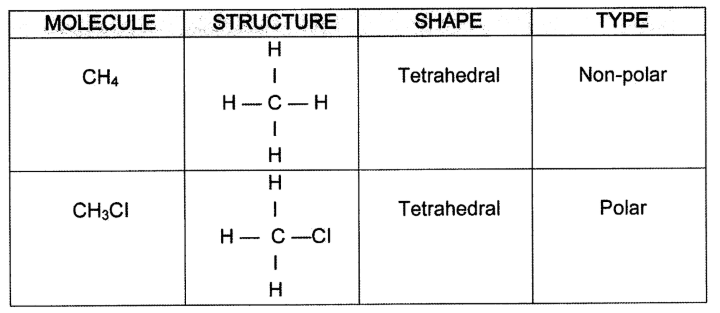 MOLECULE STRUCTURE SHAPE TYPE
CH₄ Tetrahedral Non-polar
H
I
H — C — H
I
H
CH₃Cl Tetrahedral Polar
H
I
H — C —Cl
I
H